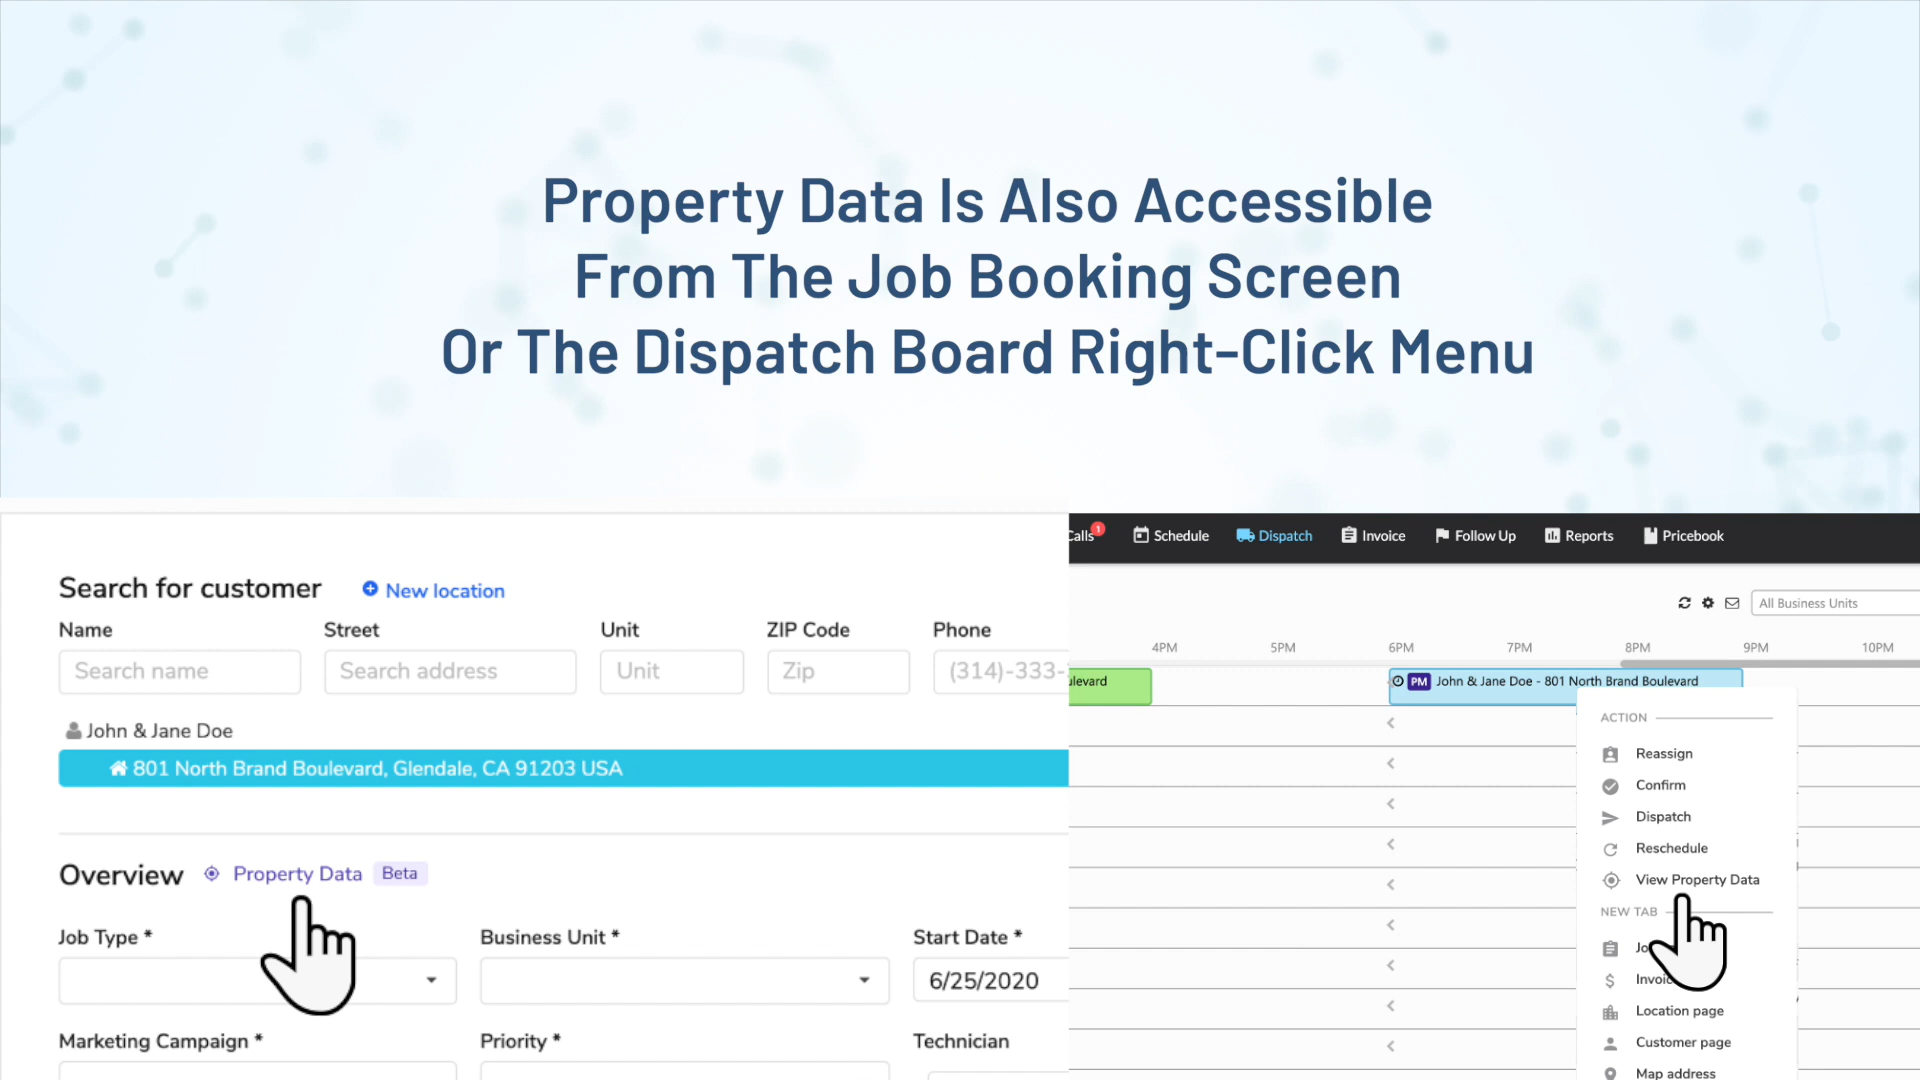 Property Data Is Also Accessible
From The Job Booking Screen
Or The Dispatch Board Right-Click Menu
Search for customer New location
Name Street Unit ZIP Code Phone
Search name Search address Unit Zip (314)-333-
John & Jane Doe
801 North Brand Boulevard, Glendale, CA 91203 USA
Overview Property Data Beta
Job Type * Business Unit * Start Date *
6/25/2020
Marketing Campaign * Priority * Technician
Calls 1 Schedule Dispatch Invoice Follow Up Reports Pricebook
All Business Units
4PM 5PM 6PM 7PM 8PM 9PM 10PM
ulevard PM John & Jane Doe - 801 North Brand Boulevard
ACTION
Reassign
Confirm
Dispatch
Reschedule
View Property Data
NEW TAB
Location page
Customer page
Map address